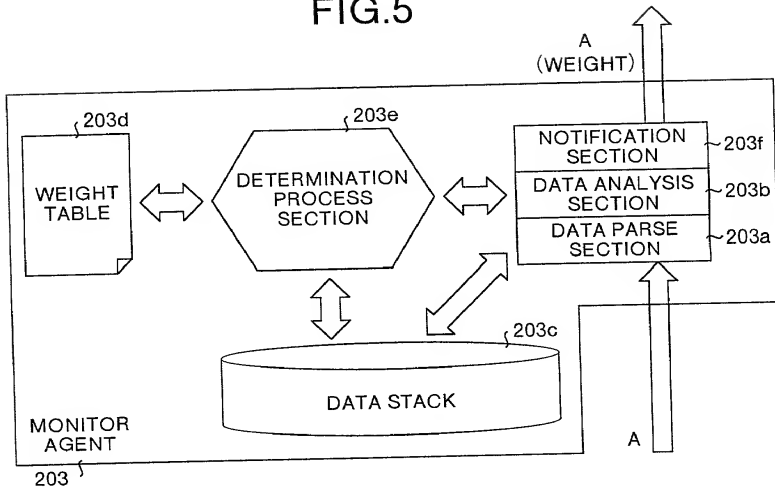 FIG.5
A
(WEIGHT)
203d
203e
WEIGHT
TABLE
DETERMINATION
PROCESS
SECTION
NOTIFICATION
SECTION
203f
DATA ANALYSIS
SECTION
203b
DATA PARSE
SECTION
203a
203c
DATA STACK
MONITOR
AGENT
203
A